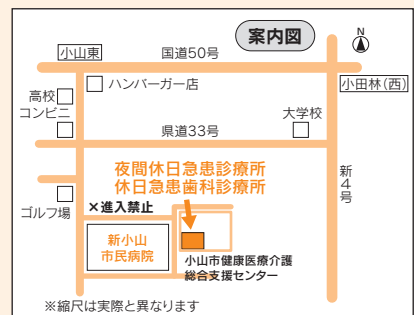 案内図
N
小山東
国道50号
ハンバーガー店
小田林(西)
高校
コンビニ
大学校
県道33号
新4号
夜間休日急患診療所
休日急患歯科診療所
×進入禁止
ゴルフ場
新小山
市民病院
小山市健康医療介護
総合支援センター
※縮尺は実際と異なります